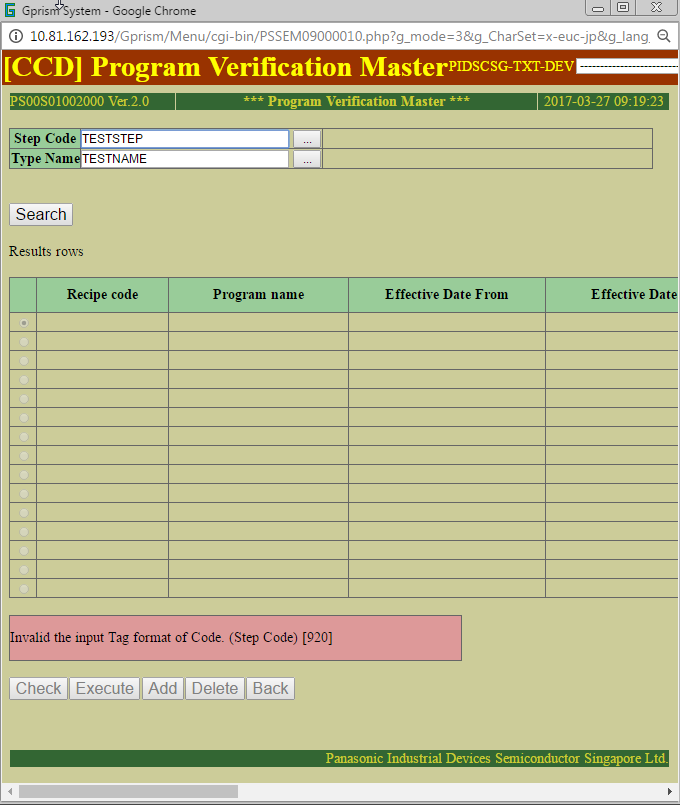 Gprism System - Google Chrome
10.81.162.193/Gprism/Menu/cgi-bin/PSSEM09000010.php?g_mode=3&g_CharSet=x-euc-jp&g_lang_
[CCD] Program Verification Master PIDSCSG-TXT-DEV ------------------------
PS00S01002000 Ver.2.0 *** Program Verification Master *** 2017-03-27 09:19:23
Step Code TESTSTEP ...
Type Name TESTNAME ...
Search
Results rows
Recipe code Program name Effective Date From Effective Date
Invalid the input Tag format of Code. (Step Code) [920]
Check Execute Add Delete Back
Panasonic Industrial Devices Semiconductor Singapore Ltd.